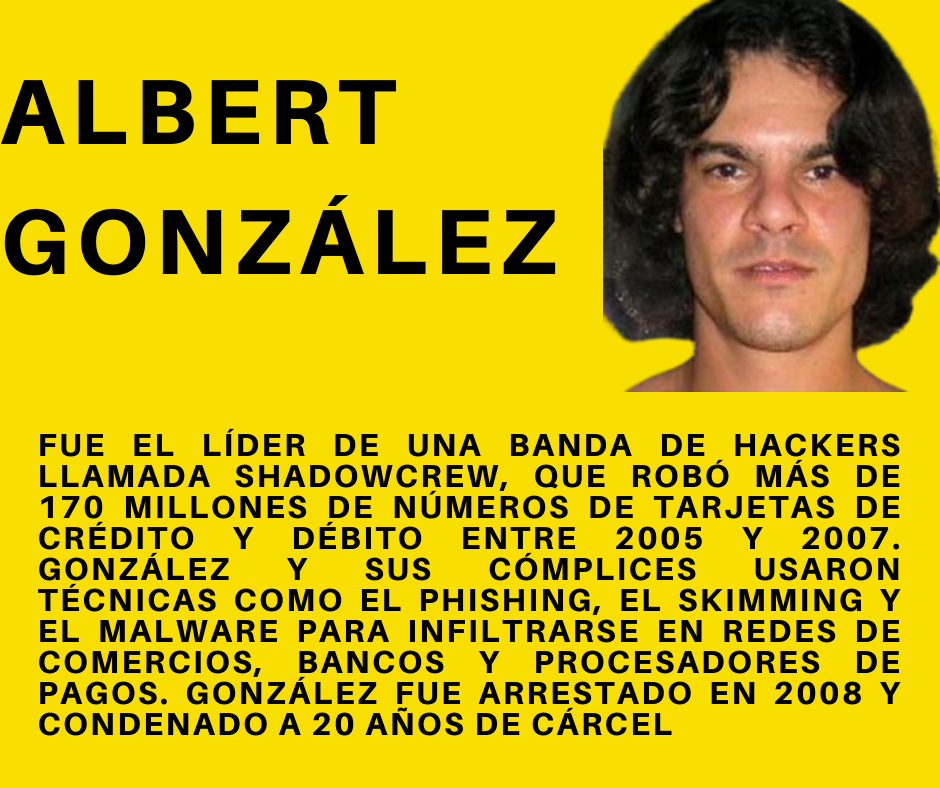 ALBERT
GONZÁLEZ
FUE EL LÍDER DE UNA BANDA DE HACKERS
LLAMADA SHADOWCREW, QUE ROBÓ MÁS DE
170 MILLONES DE NÚMEROS DE TARJETAS DE
CRÉDITO Y DÉBITO ENTRE 2005 Y 2007.
GONZÁLEZ Y SUS CÓMPLICES USARON
TÉCNICAS COMO EL PHISHING, EL SKIMMING Y
EL MALWARE PARA INFILTRARSE EN REDES DE
COMERCIOS, BANCOS Y PROCESADORES DE
PAGOS. GONZÁLEZ FUE ARRESTADO EN 2008 Y
CONDENADO A 20 AÑOS DE CÁRCEL